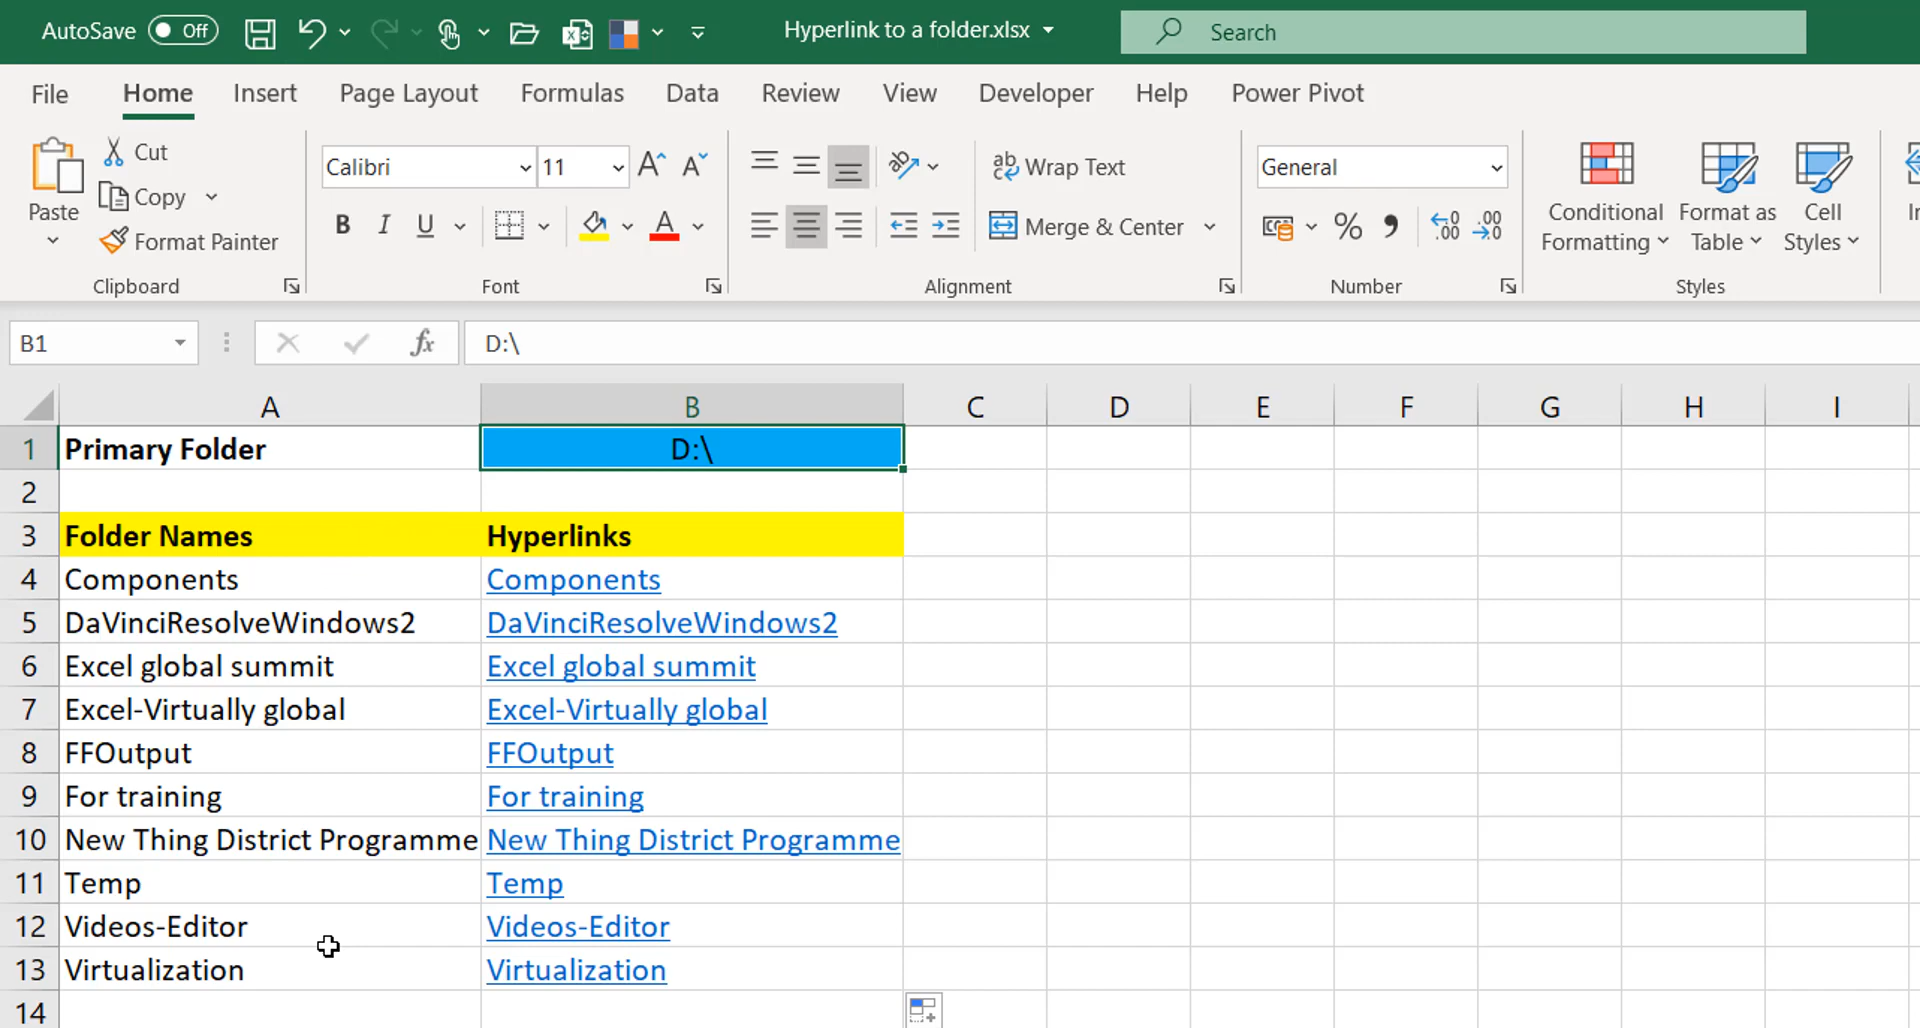 AutoSave Off Hyperlink to a folder.xlsx Search
File Home Insert Page Layout Formulas Data Review View Developer Help Power Pivot
Paste Cut Copy Format Painter Clipboard
Calibri 11 B I U A Font
Wrap Text Merge & Center Alignment
General % Number
Conditional Formatting Format as Table Cell Styles Styles
B1 fx D:\
A B C D E F G H I
1 Primary Folder D:\
2
3 Folder Names Hyperlinks
4 Components Components
5 DaVinciResolveWindows2 DaVinciResolveWindows2
6 Excel global summit Excel global summit
7 Excel-Virtually global Excel-Virtually global
8 FFOutput FFOutput
9 For training For training
10 New Thing District Programme New Thing District Programme
11 Temp Temp
12 Videos-Editor Videos-Editor
13 Virtualization Virtualization
14